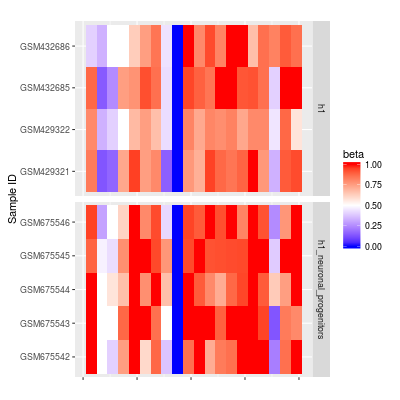 GSM432686
GSM432685
GSM429322
GSM429321
h1
GSM675546
GSM675545
GSM675544
GSM675543
GSM675542
h1_neuronal_progenitors
Sample ID
beta
1.00
0.75
0.50
0.25
0.00